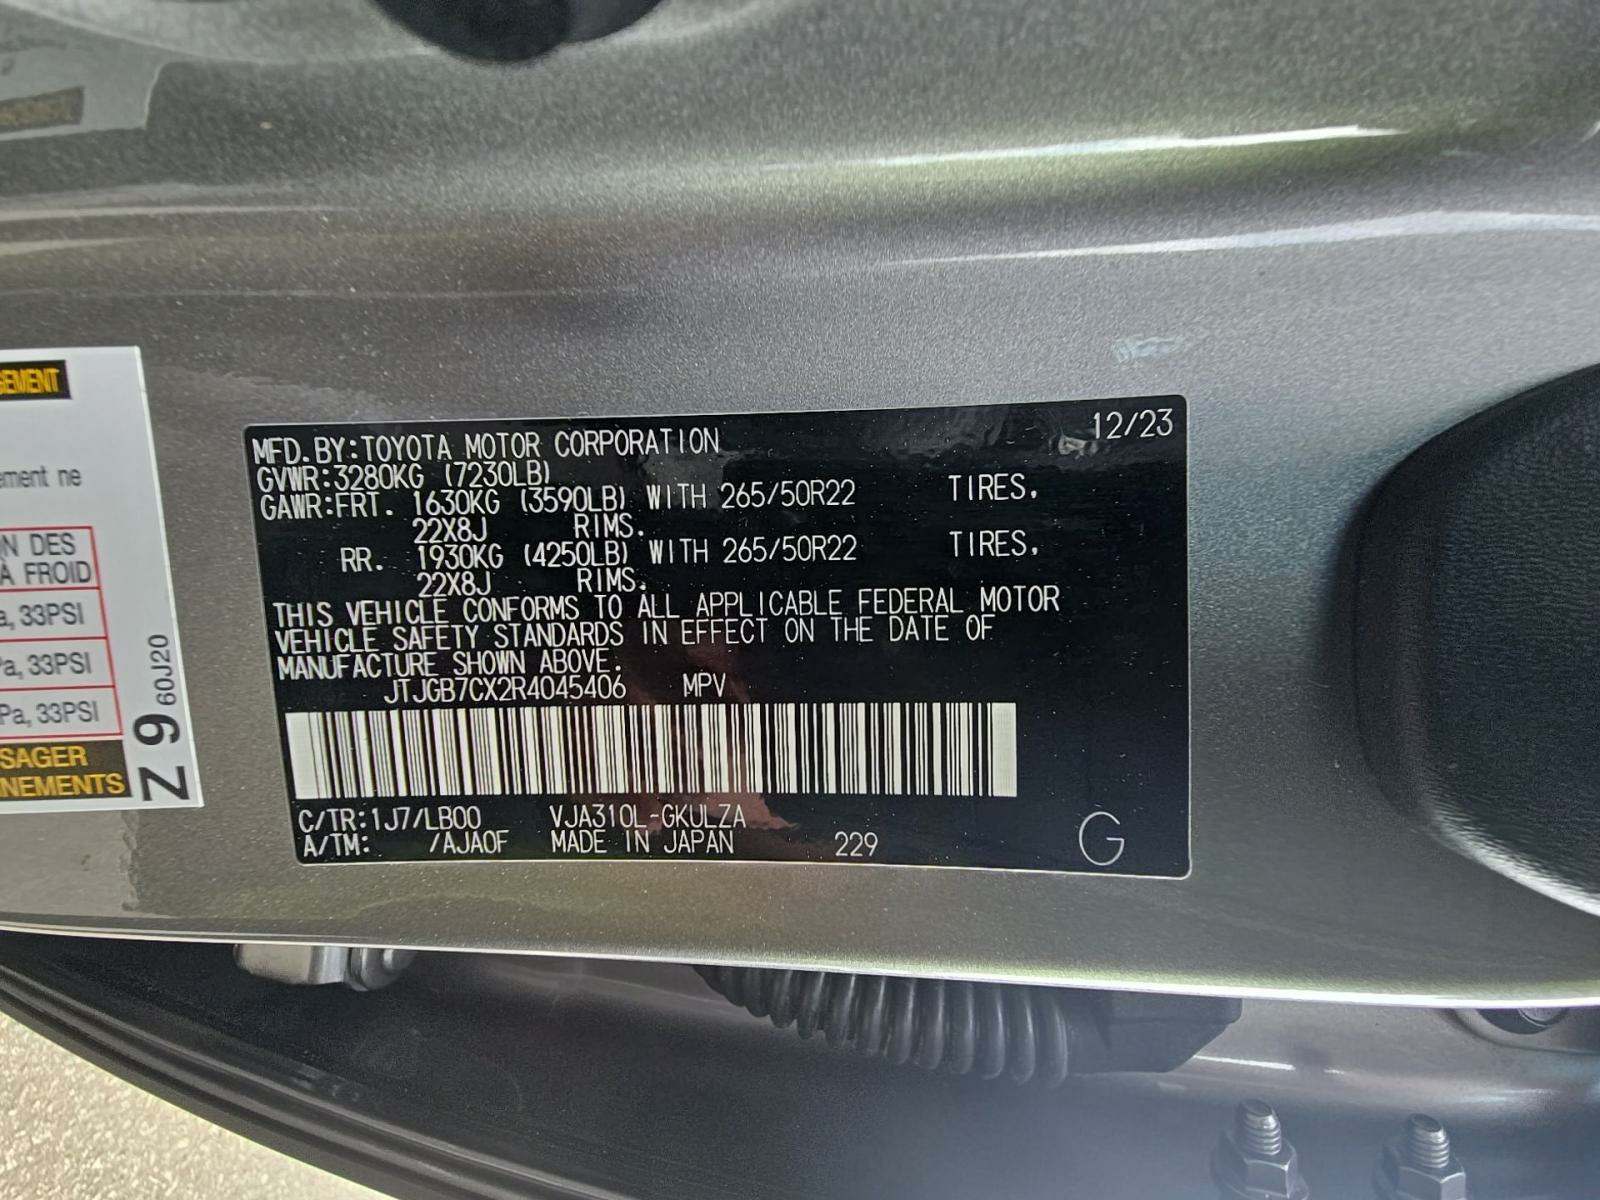 GEMENT
ement ne
ON DES
À FROID
a, 33PSI
Pa, 33PSI
Pa, 33PSI
SAGER
NEMENTS
Z 9 60J20
MFD.BY:TOYOTA MOTOR CORPORATION 12/23
GVWR:3280KG (7230LB)
GAWR:FRT. 1630KG (3590LB) WITH 265/50R22 TIRES,
22X8J RIMS.
RR. 1930KG (4250LB) WITH 265/50R22 TIRES,
22X8J RIMS.
THIS VEHICLE CONFORMS TO ALL APPLICABLE FEDERAL MOTOR
VEHICLE SAFETY STANDARDS IN EFFECT ON THE DATE OF
MANUFACTURE SHOWN ABOVE.
JTJGB7CX2R4045406 MPV
C/TR:1J7/LB00 VJA310L-GKULZA
A/TM: /AJA0F MADE IN JAPAN 229 G